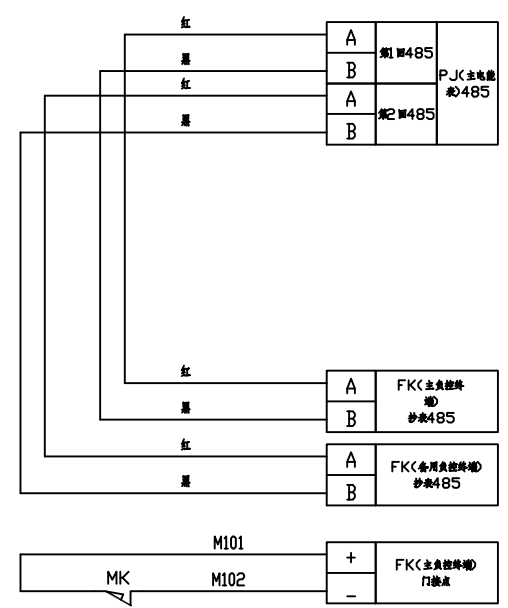 红
A
第1回485
黑
B
PJ(主电能
表)485
红
A
第2回485
黑
B
红
A
FK(主负控终
端)
抄表485
黑
B
红
A
FK(备用负控终端)
抄表485
黑
B
M101
+
FK(主负控终端)
门接点
MK
M102
-